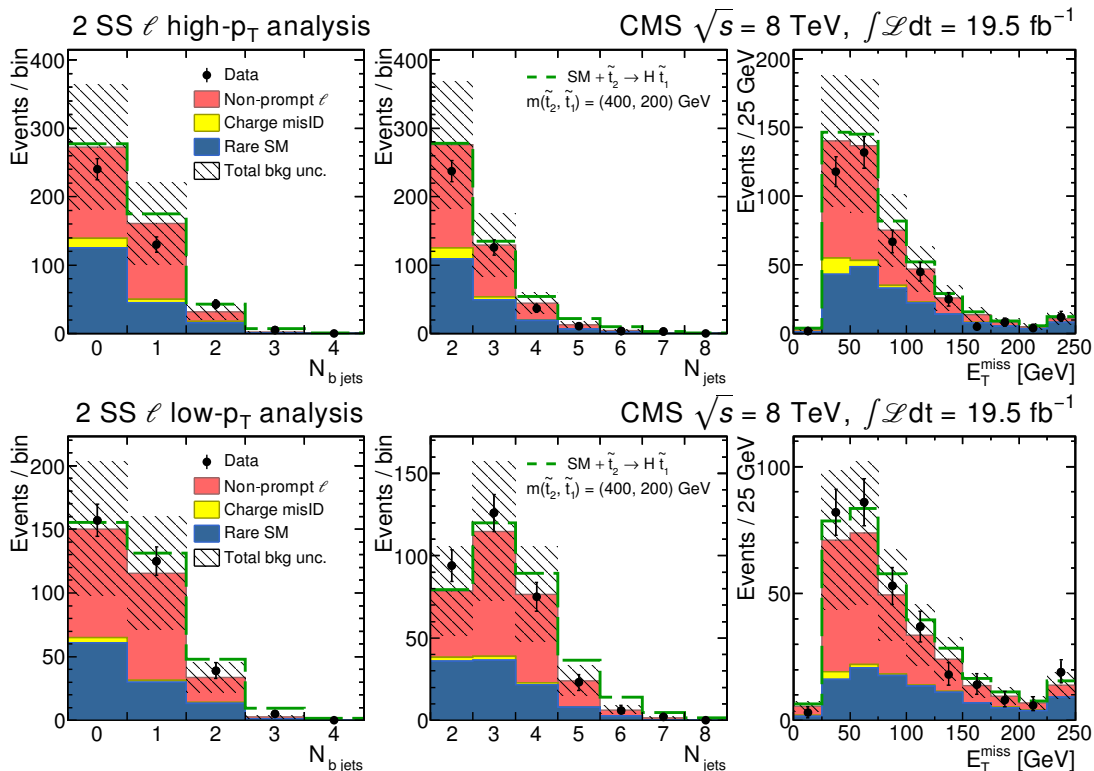 2 SS ℓ high-p_T analysis
CMS √s = 8 TeV, ∫ℒdt = 19.5 fb⁻¹
Events / bin
400
300
200
100
0
Data
Non-prompt ℓ
Charge misID
Rare SM
Total bkg unc.
0 1 2 3 4
N_b jets
Events / bin
400
300
200
100
0
SM + t̃₂ → H t̃₁
m(t̃₂, t̃₁) = (400, 200) GeV
2 3 4 5 6 7 8
N_jets
Events / 25 GeV
200
150
100
50
0
0 50 100 150 200 250
E_T^miss [GeV]
2 SS ℓ low-p_T analysis
CMS √s = 8 TeV, ∫ℒdt = 19.5 fb⁻¹
Events / bin
200
150
100
50
0
Data
Non-prompt ℓ
Charge misID
Rare SM
Total bkg unc.
0 1 2 3 4
N_b jets
Events / bin
150
100
50
0
SM + t̃₂ → H t̃₁
m(t̃₂, t̃₁) = (400, 200) GeV
2 3 4 5 6 7 8
N_jets
Events / 25 GeV
100
50
0
0 50 100 150 200 250
E_T^miss [GeV]